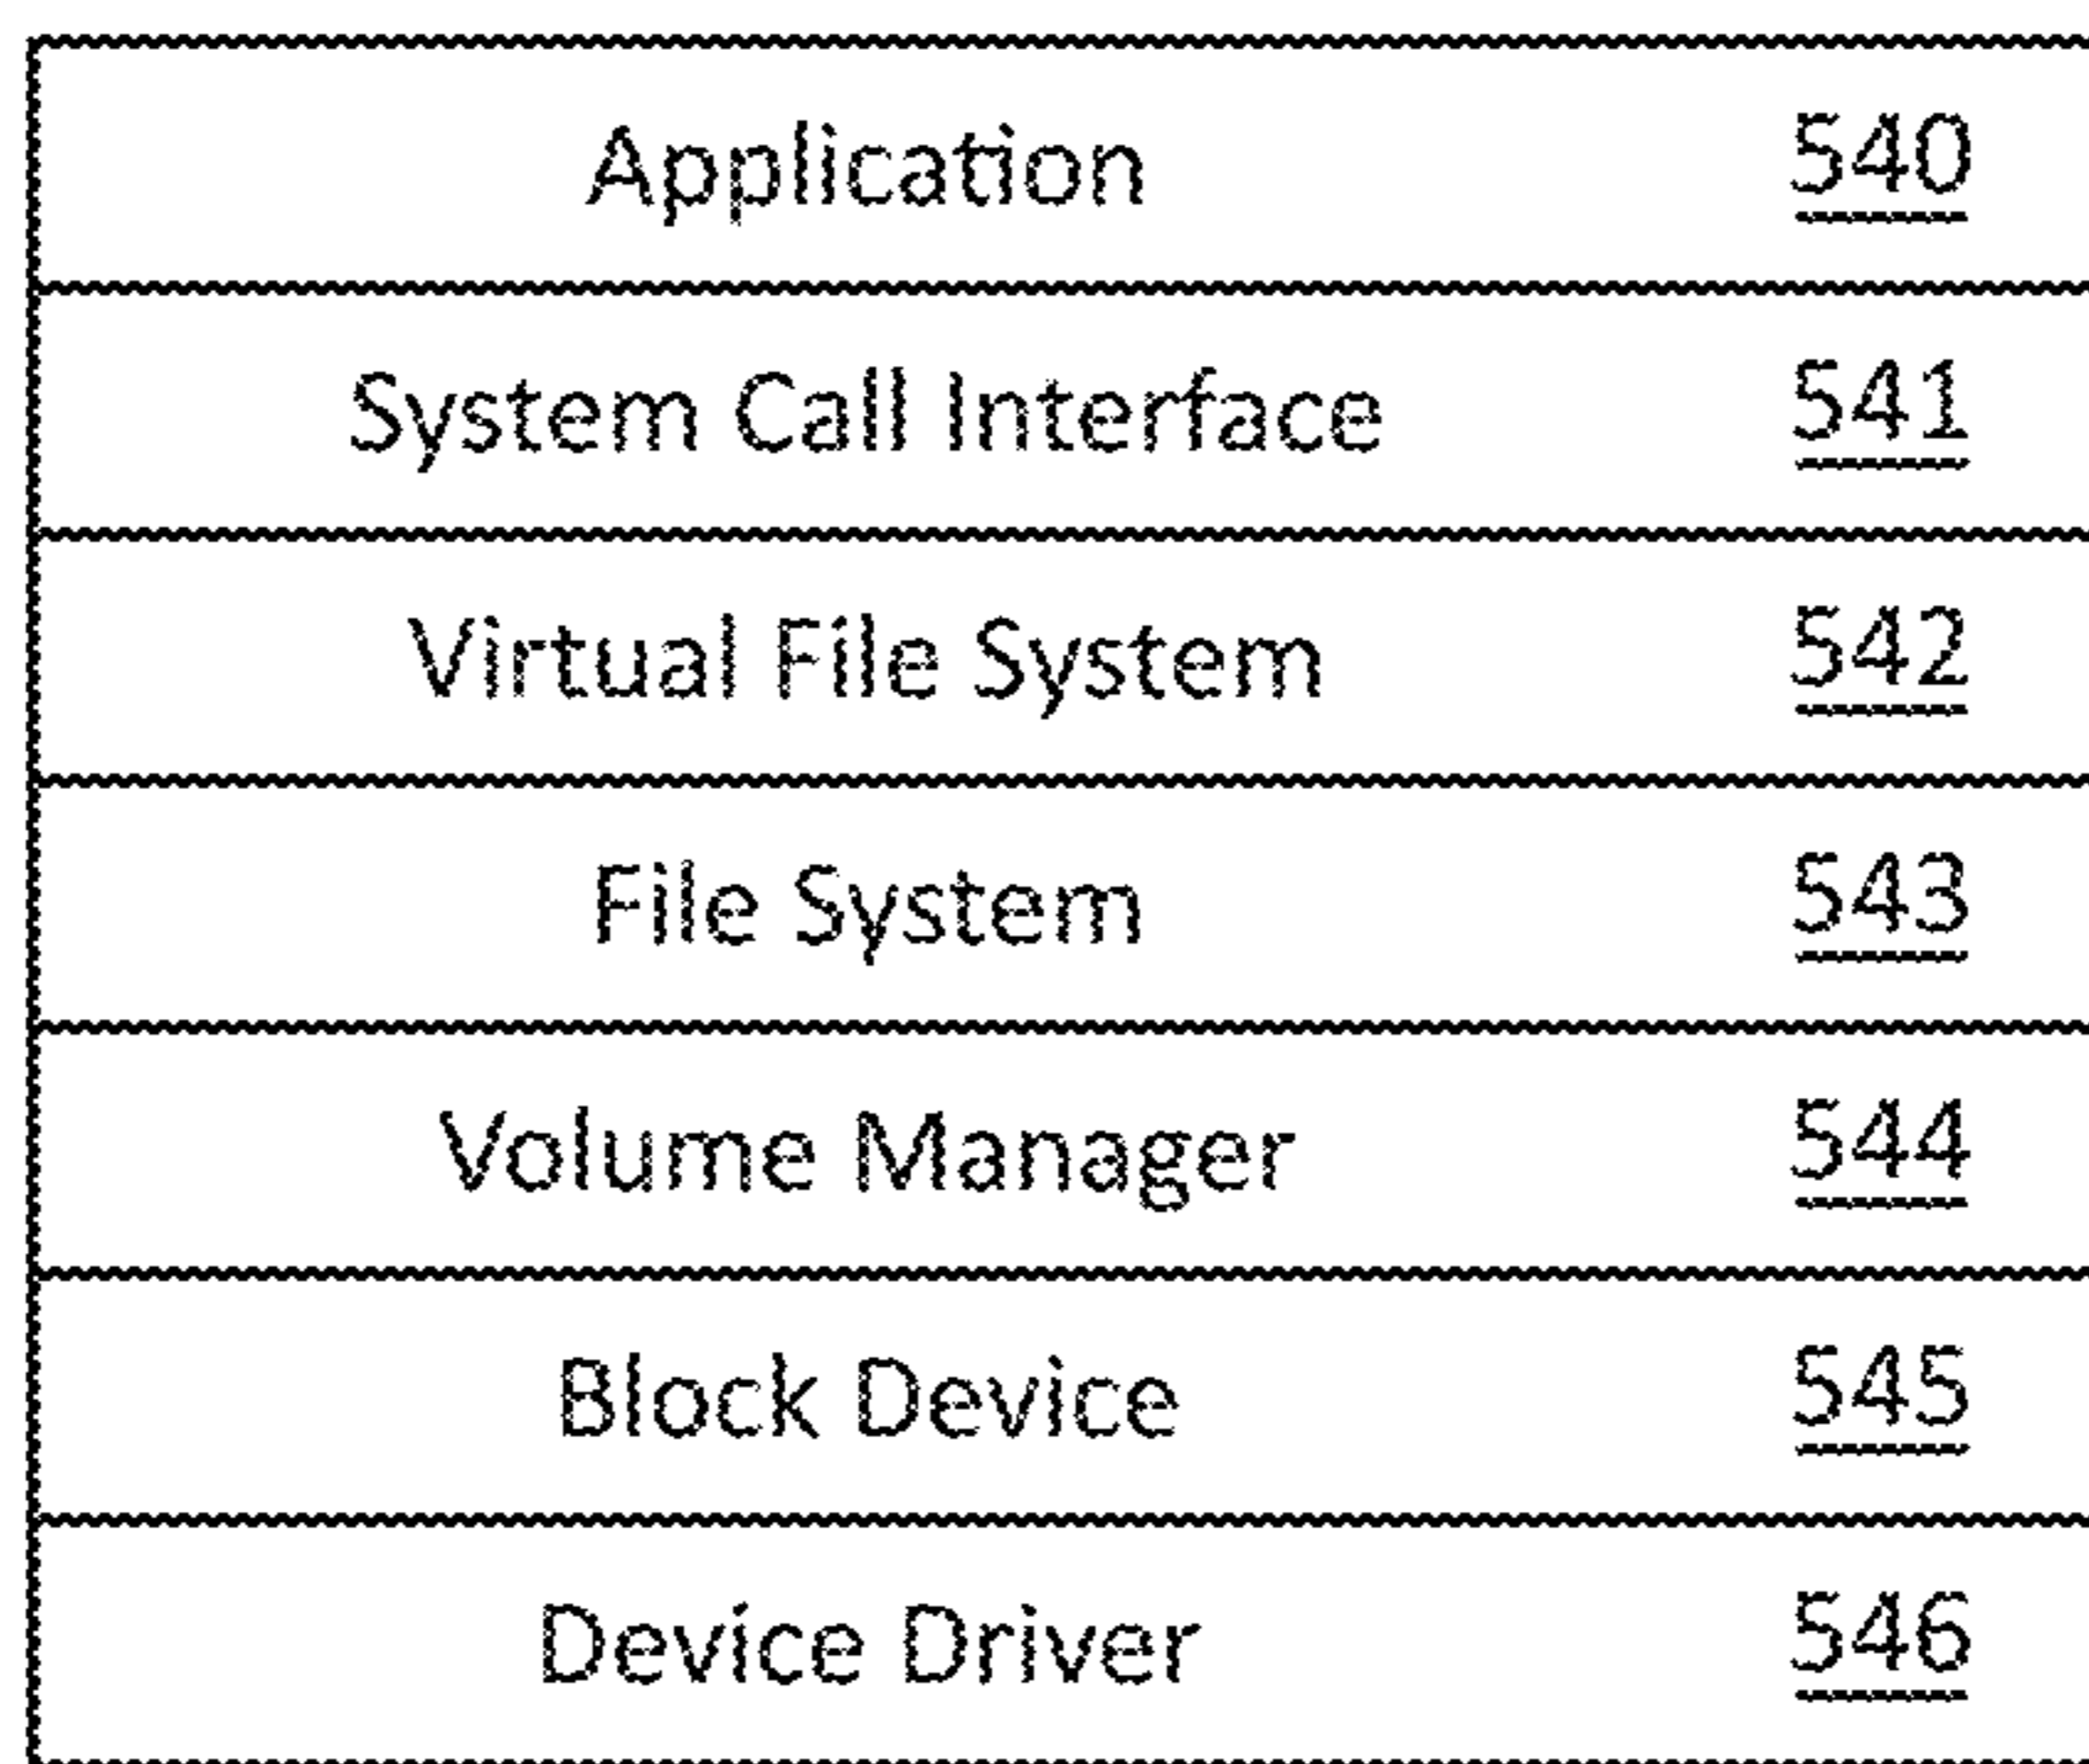 Application 540
System Call Interface 541
Virtual File System 542
File System 543
Volume Manager 544
Block Device 545
Device Driver 546